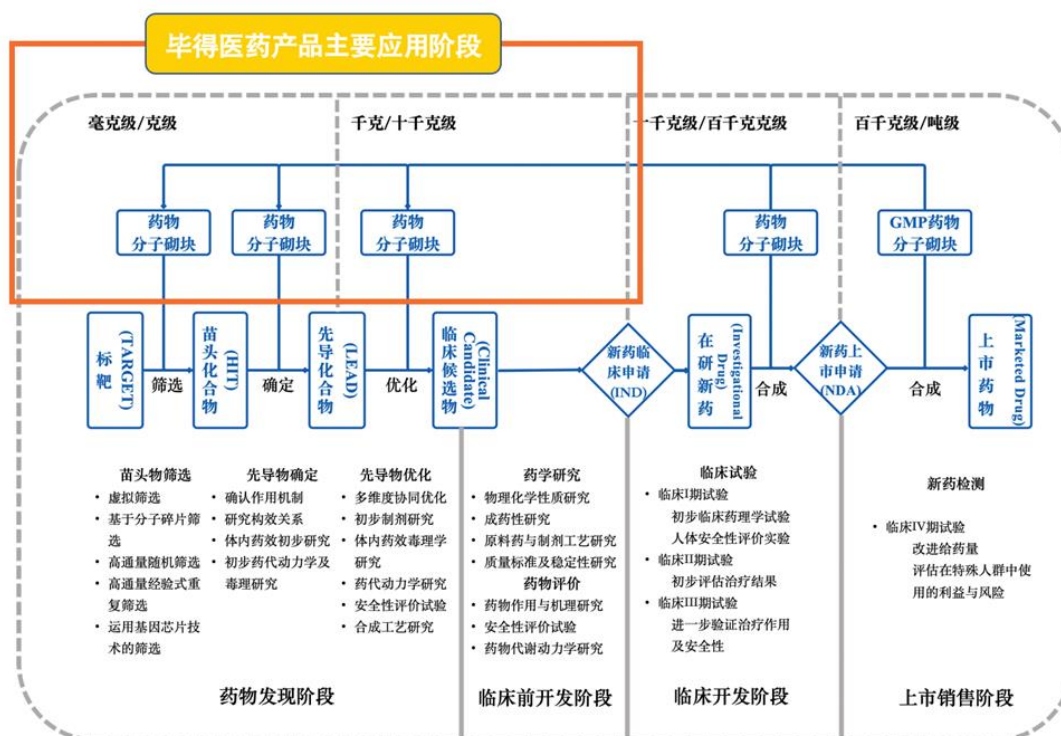 毕得医药产品主要应用阶段
毫克级/克级
千克/十千克级
一千克级/百千克克级
百千克级/吨级
药物
分子砌块
药物
分子砌块
药物
分子砌块
药物
分子砌块
GMP药物
分子砌块
标靶
(TARGET)
筛选
苗头化合物
(HIT)
确定
先导化合物
(LEAD)
优化
临床候选物
(Clinical
Candidate)
新药临
床申请
(IND)
在研新药
(Investigational
Drug)
合成
新药上
市申请
(NDA)
合成
上市药物
(Marketed Drug)
苗头物筛选
• 虚拟筛选
• 基于分子碎片筛
选
• 高通量随机筛选
• 高通量经验式重
复筛选
• 运用基因芯片技
术的筛选
先导物确定
• 确认作用机制
• 研究构效关系
• 体内药效初步研究
• 初步药代动力学及
毒理研究
先导物优化
• 多维度协同优化
• 初步制剂研究
• 体内药效毒理学
研究
• 药代动力学研究
• 安全性评价试验
• 合成工艺研究
药学研究
• 物理化学性质研究
• 成药性研究
• 原料药与制剂工艺研究
• 质量标准及稳定性研究
药物评价
• 药物作用与机理研究
• 安全性评价试验
• 药物代谢动力学研究
临床试验
• 临床I期试验
初步临床药理学试验
人体安全性评价实验
• 临床II期试验
初步评估治疗结果
• 临床III期试验
进一步验证治疗作用
及安全性
新药检测
• 临床IV期试验
改进给药量
评估在特殊人群中使
用的利益与风险
药物发现阶段
临床前开发阶段
临床开发阶段
上市销售阶段